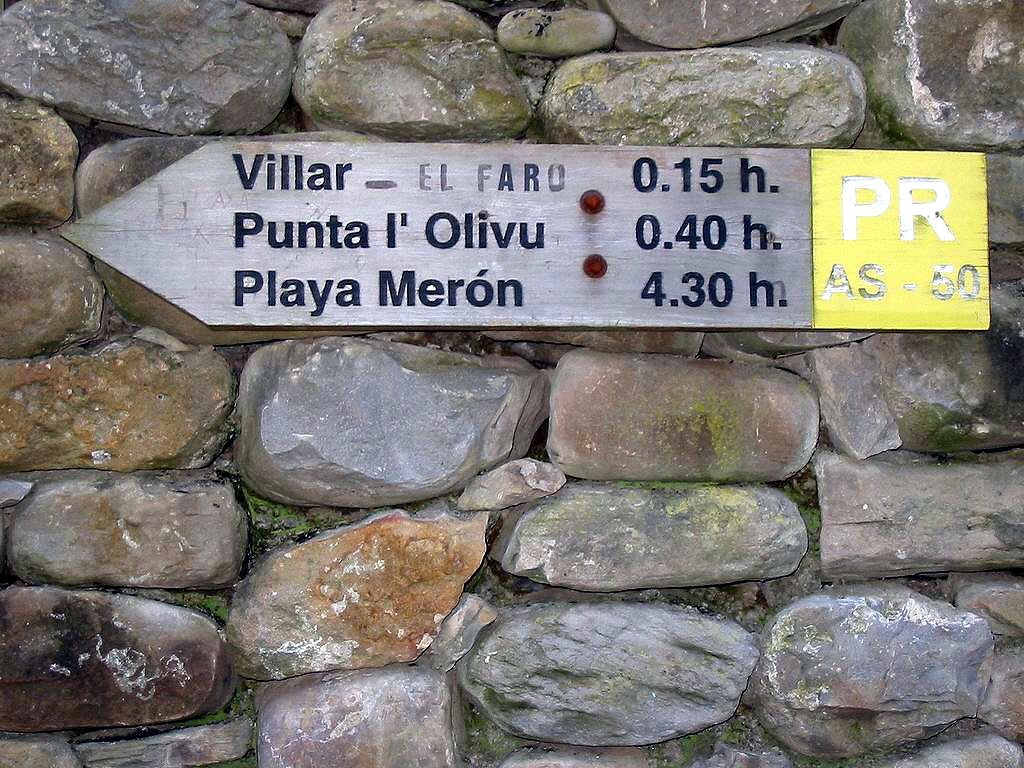 Villar - EL FARO 0.15 h.
Punta l' Olivu 0.40 h.
Playa Merón 4.30 h.
PR
AS - 50